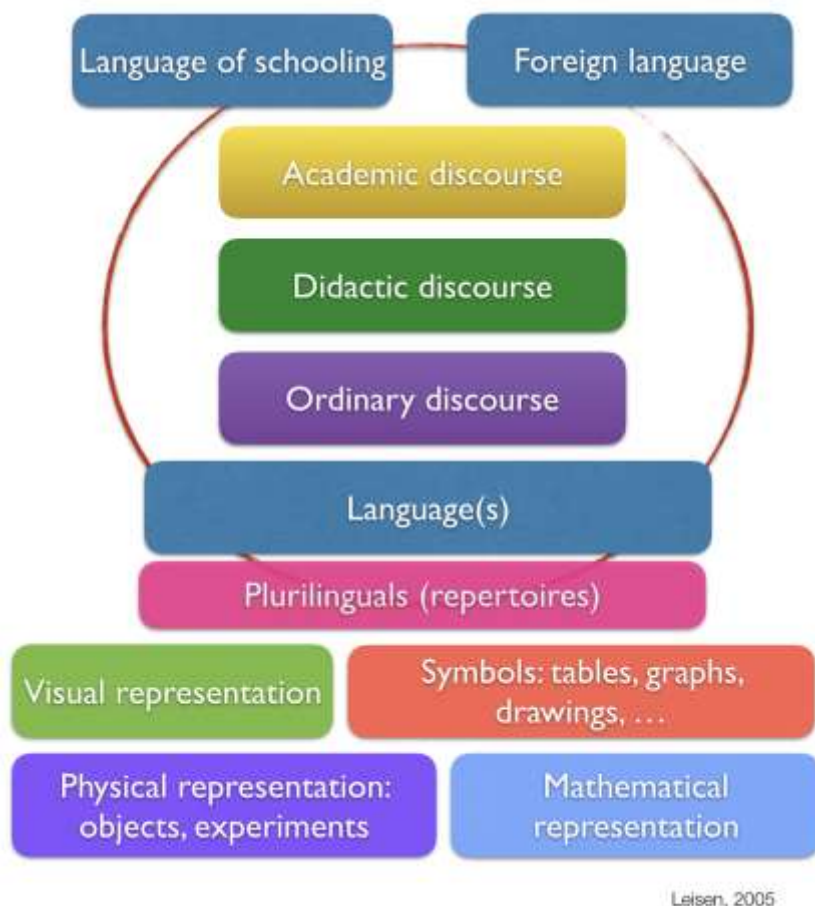 Language of schooling
Foreign language
Academic discourse
Didactic discourse
Ordinary discourse
Language(s)
Plurilinguals (repertoires)
Visual representation
Symbols: tables, graphs,
drawings, …
Physical representation:
objects, experiments
Mathematical
representation
Leisen, 2005